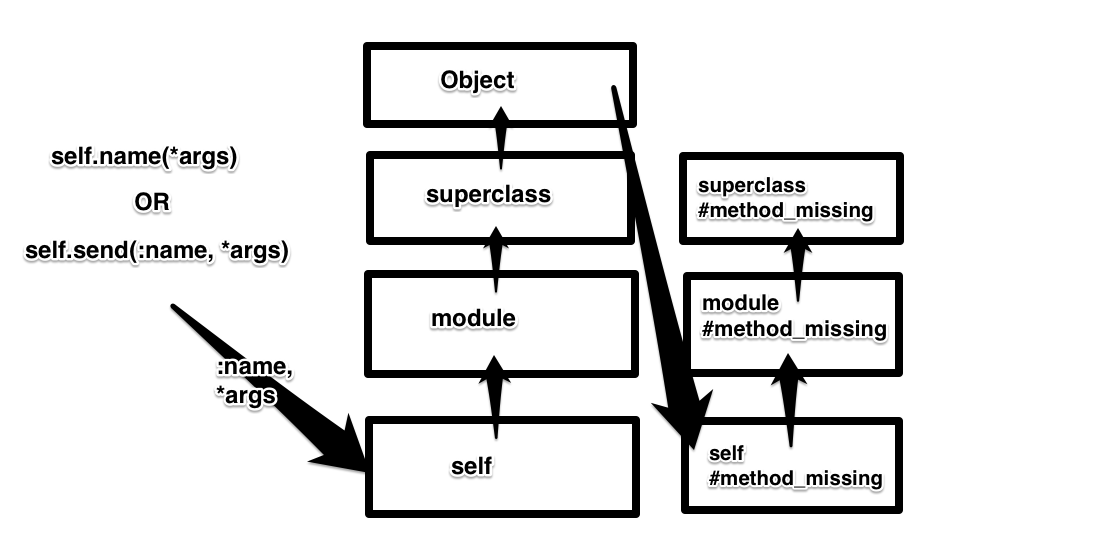 self.name(*args)
OR
self.send(:name, *args)
:name,
*args
Object
superclass
module
self
superclass
#method_missing
module
#method_missing
self
#method_missing